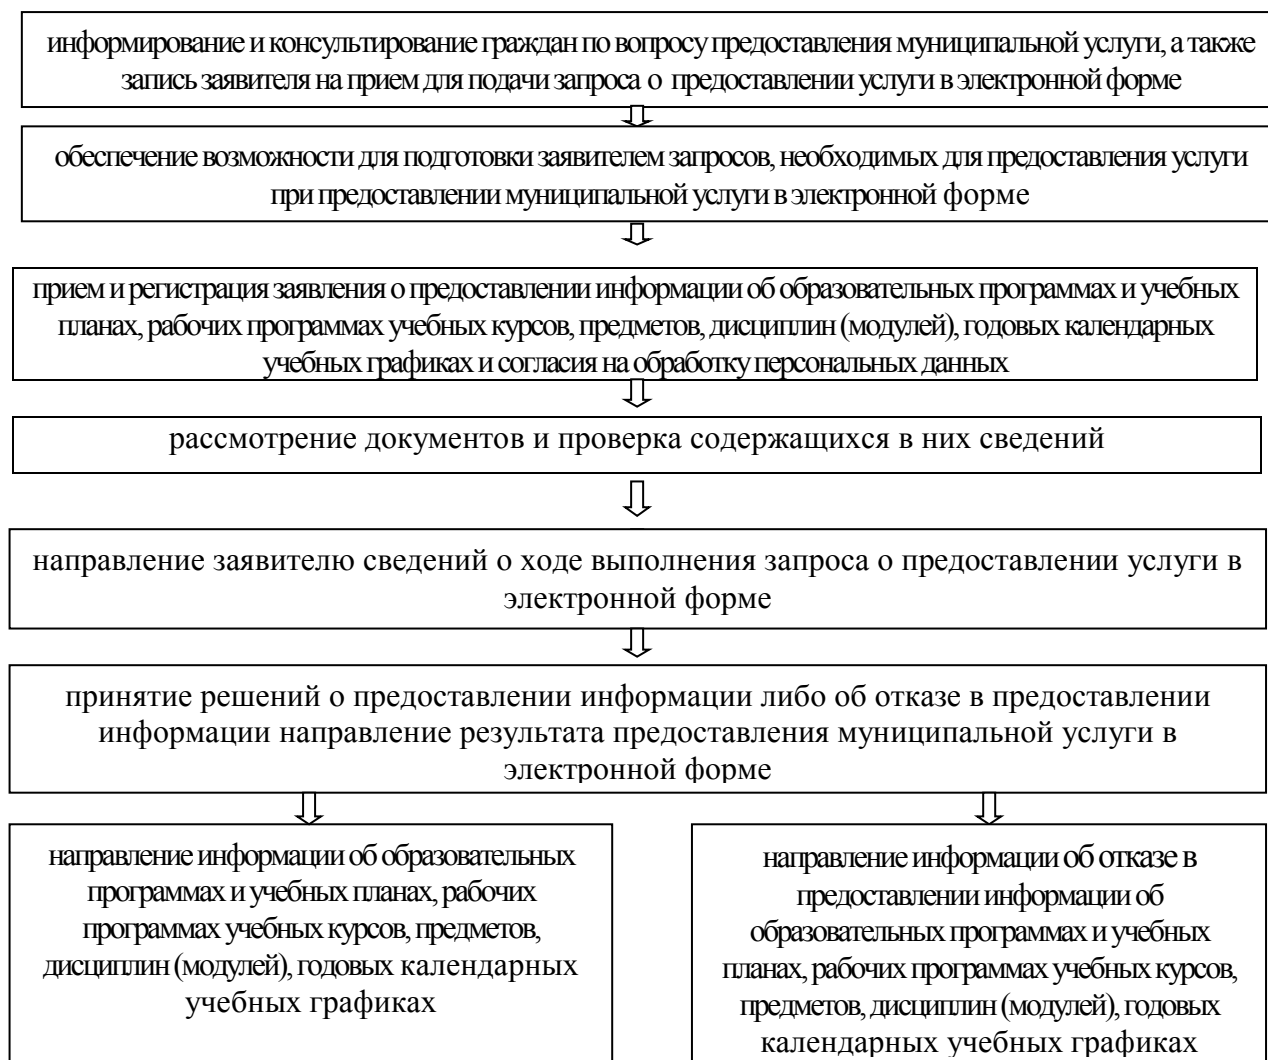 информирование и консультирование граждан по вопросу предоставления муниципальной услуги, а также
запись заявителя на прием для подачи запроса о предоставлении услуги в электронной форме
обеспечение возможности для подготовки заявителем запросов, необходимых для предоставления услуги
при предоставлении муниципальной услуги в электронной форме
прием и регистрация заявления о предоставлении информации об образовательных программах и учебных
планах, рабочих программах учебных курсов, предметов, дисциплин (модулей), годовых календарных
учебных графиках и согласия на обработку персональных данных
рассмотрение документов и проверка содержащихся в них сведений
направление заявителю сведений о ходе выполнения запроса о предоставлении услуги в
электронной форме
принятие решений о предоставлении информации либо об отказе в предоставлении
информации направление результата предоставления муниципальной услуги в
электронной форме
направление информации об образовательных
программах и учебных планах, рабочих
программах учебных курсов, предметов,
дисциплин (модулей), годовых календарных
учебных графиках
направление информации об отказе в
предоставлении информации об
образовательных программах и учебных
планах, рабочих программах учебных курсов,
предметов, дисциплин (модулей), годовых
календарных учебных графиках